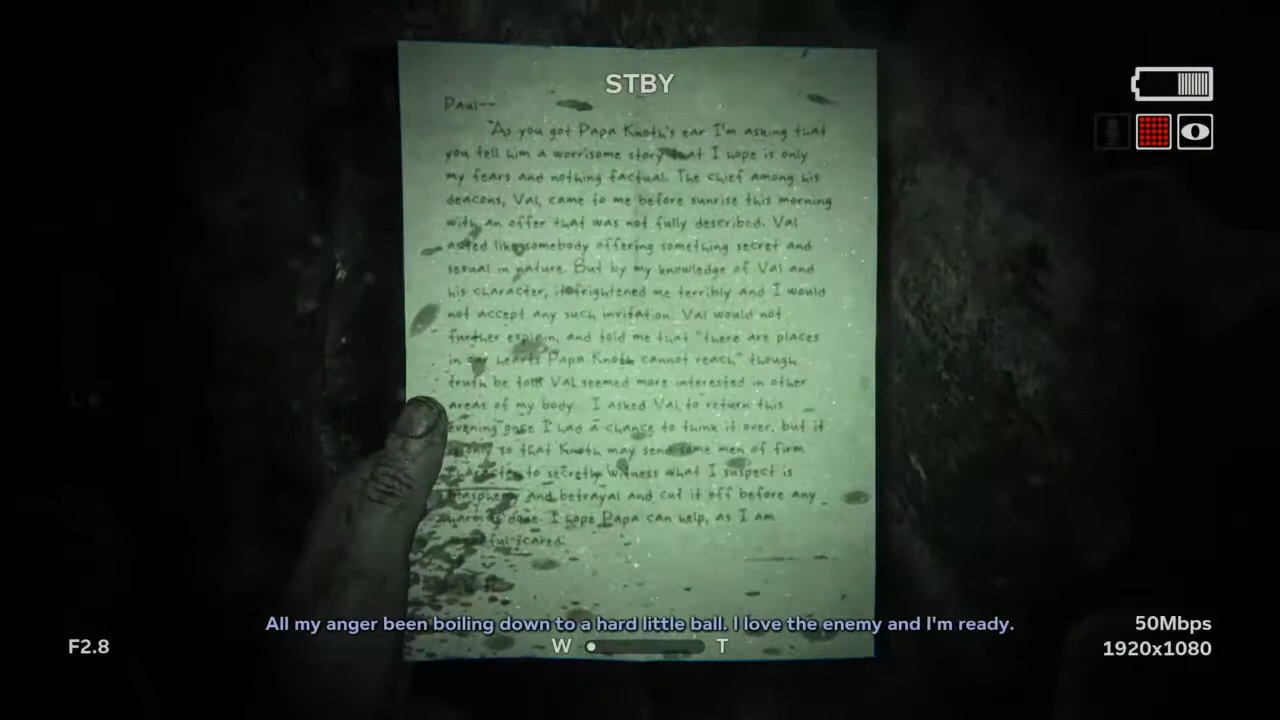 STBY
Paul--
"As you got Papa Knoth's ear I'm asking that
you tell him a worrisome story that I hope is only
my fears and nothing factual. The chief among his
deacons, Val, came to me before sunrise this morning
with an offer that was not fully described. Val
acted like somebody offering something secret and
sexual in nature. But by my knowledge of Val and
his character, it frightened me terribly and I would
not accept any such invitation. Val would not
further explain, and told me that "there are places
in our hearts Papa Knoth cannot reach" though
truth be told Val seemed more interested in other
areas of my body. I asked Val to return this
evening once I had a chance to think it over, but it
is only so that Knoth may send some men of firm
character to secretly witness what I suspect is
blasphemy and betrayal and cut it off before any
harm is done. I hope Papa can help, as I am
scared.
All my anger been boiling down to a hard little ball. I love the enemy and I'm ready.
F2.8
W T
50Mbps
1920x1080